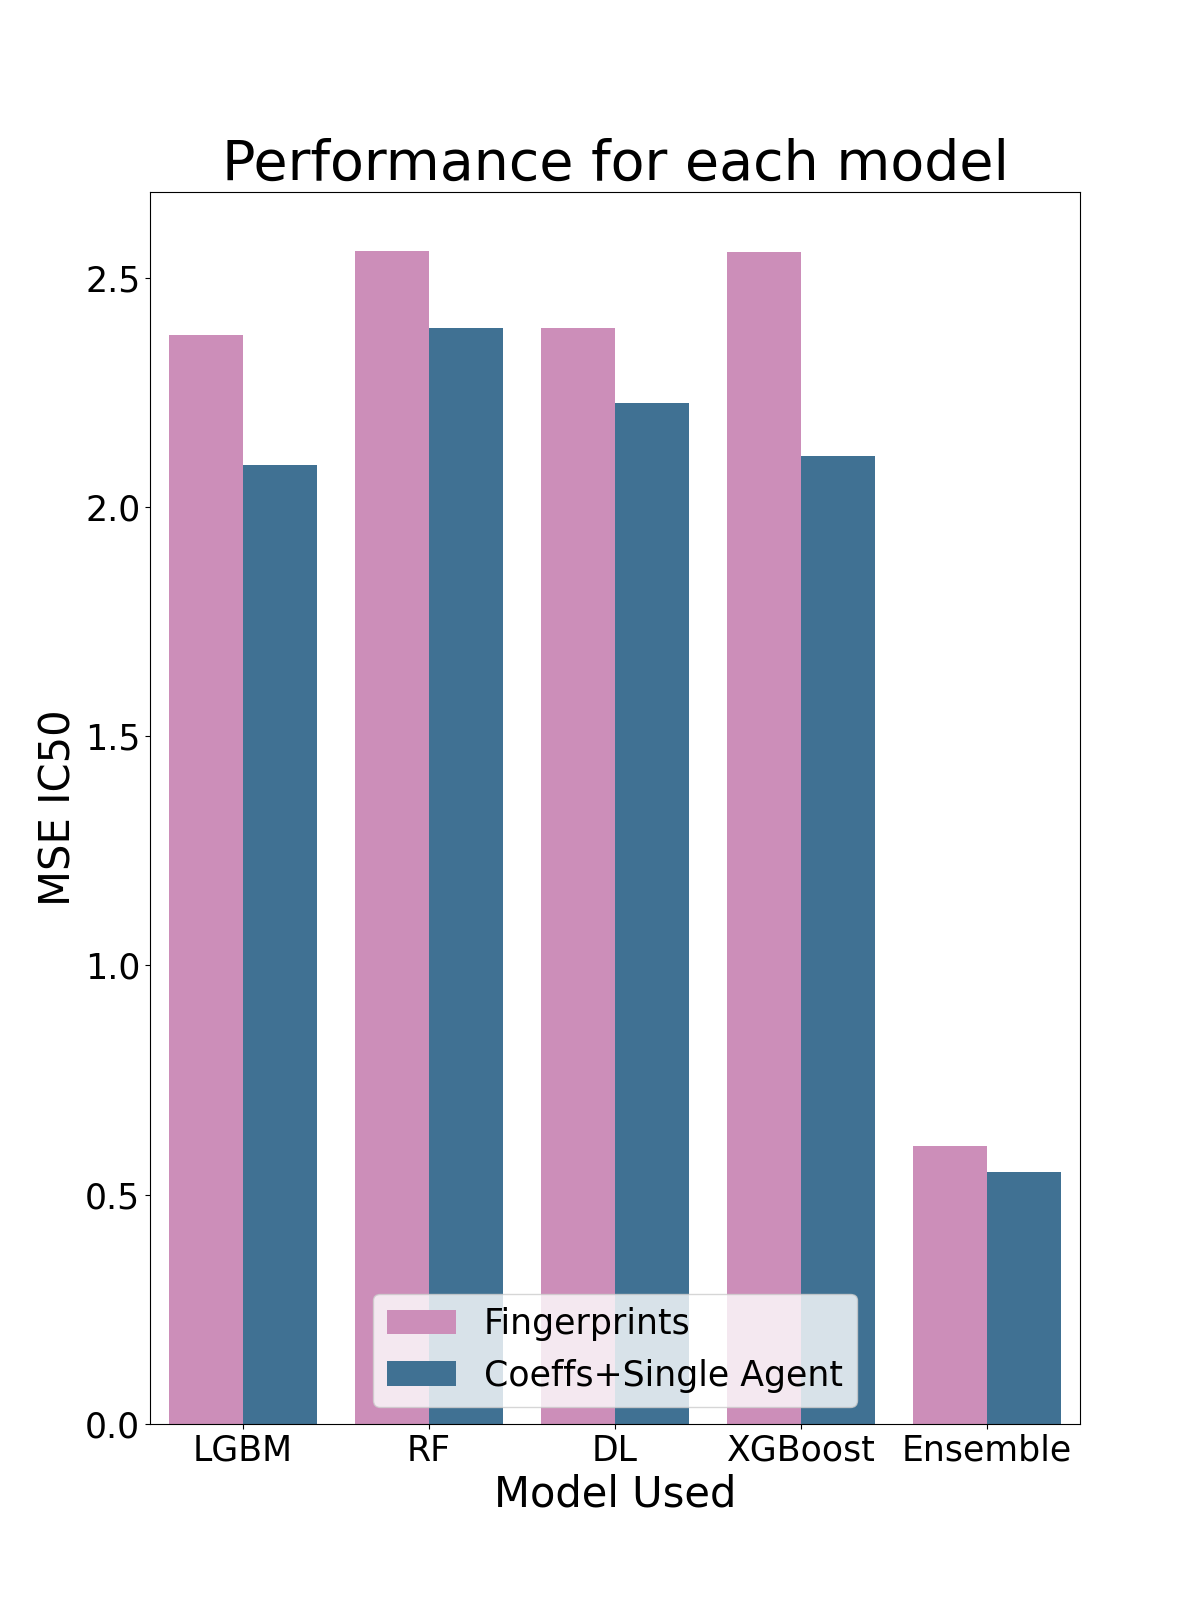 Performance for each model
2.5
2.0
1.5
1.0
0.5
0.0
MSE IC50
Fingerprints
Coeffs+Single Agent
LGBM RF DL XGBoost Ensemble
Model Used